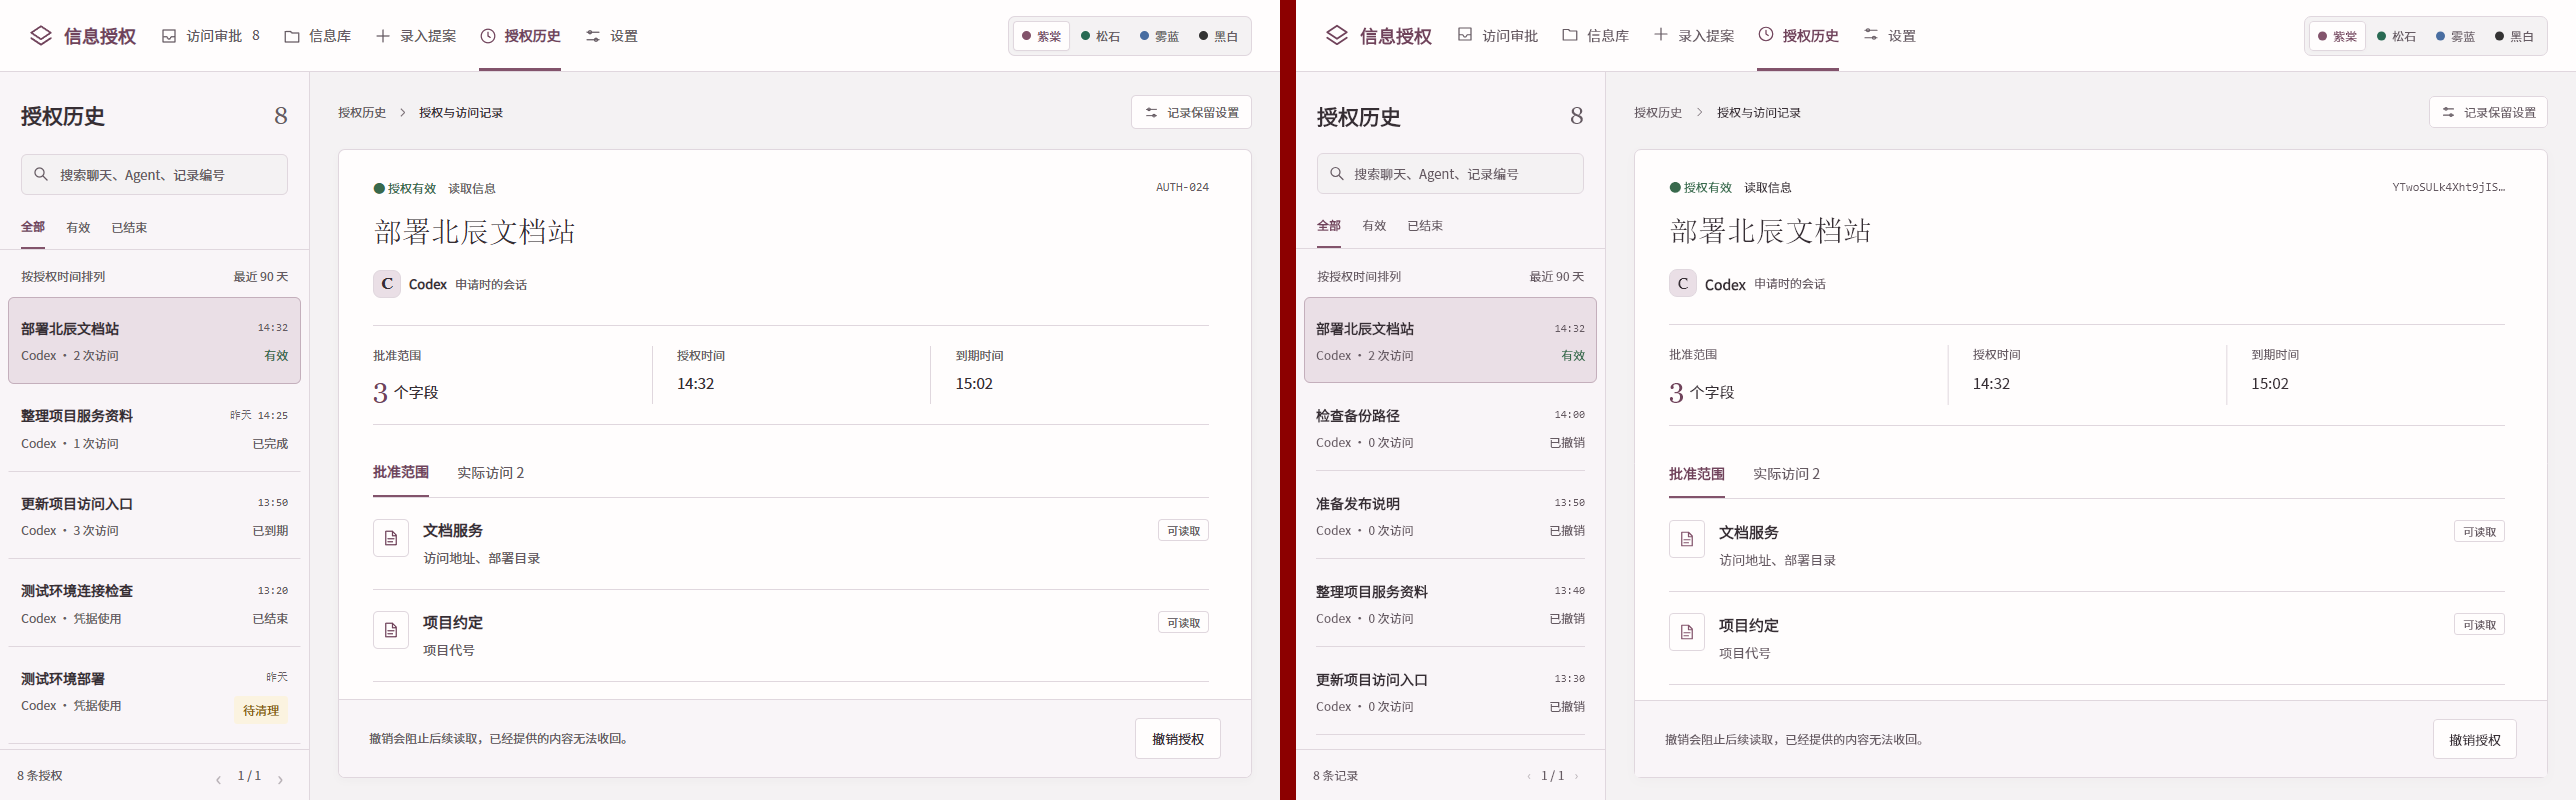 信息授权 访问审批 8 信息库 录入提案 授权历史 设置 紫棠 松石 雾蓝 黑白
授权历史 8
搜索聊天、Agent、记录编号
全部 有效 已结束
按授权时间排列 最近 90 天
部署北辰文档站 14:32
Codex · 2 次访问 有效
整理项目服务资料 昨天 14:25
Codex · 1 次访问 已完成
更新项目访问入口 13:50
Codex · 3 次访问 已到期
测试环境连接检查 13:20
Codex · 凭据使用 已结束
测试环境部署 昨天
Codex · 凭据使用 待清理
8 条授权 ‹ 1 / 1 ›
授权历史 › 授权与访问记录 记录保留设置
授权有效 读取信息 AUTH-024
部署北辰文档站
C Codex 申请时的会话
批准范围 授权时间 到期时间
3 个字段 14:32 15:02
批准范围 实际访问 2
文档服务 可读取
访问地址、部署目录
项目约定 可读取
项目代号
撤销会阻止后续读取，已经提供的内容无法收回。 撤销授权
信息授权 访问审批 信息库 录入提案 授权历史 设置 紫棠 松石 雾蓝 黑白
授权历史 8
搜索聊天、Agent、记录编号
全部 有效 已结束
按授权时间排列 最近 90 天
部署北辰文档站 14:32
Codex · 2 次访问 有效
检查备份路径 14:00
Codex · 0 次访问 已撤销
准备发布说明 13:50
Codex · 0 次访问 已撤销
整理项目服务资料 13:40
Codex · 0 次访问 已撤销
更新项目访问入口 13:30
Codex · 0 次访问 已撤销
8 条记录 ‹ 1 / 1 ›
授权历史 › 授权与访问记录 记录保留设置
授权有效 读取信息 YTwoSULk4Xht9jIS…
部署北辰文档站
C Codex 申请时的会话
批准范围 授权时间 到期时间
3 个字段 14:32 15:02
批准范围 实际访问 2
文档服务 可读取
访问地址、部署目录
项目约定 可读取
项目代号
撤销会阻止后续读取，已经提供的内容无法收回。 撤销授权